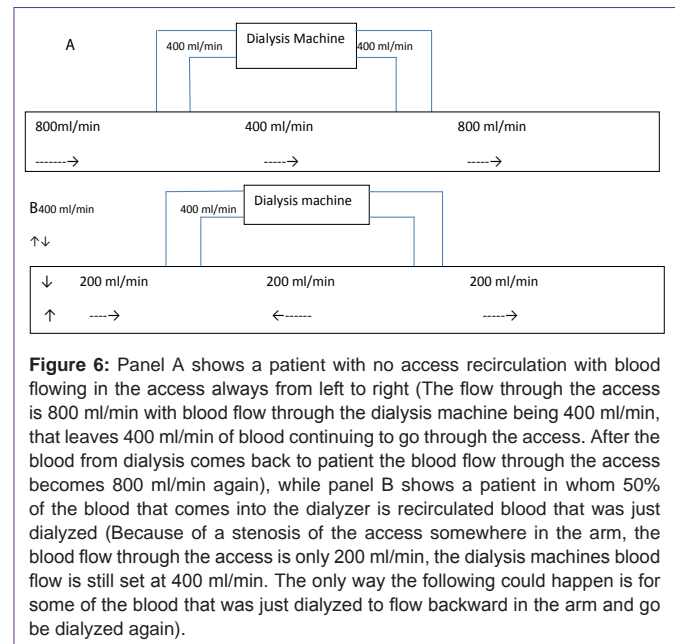 Dialysis Machine
A 400 ml/min 400 ml/min
800ml/min 400 ml/min 800 ml/min
-------→ -----→ -----→
Dialysis machine
B400 ml/min 400 ml/min
↑↓
↓ 200 ml/min 200 ml/min 200 ml/min
↑ ----→ ←------ -----→
Figure 6: Panel A shows a patient with no access recirculation with blood
flowing in the access always from left to right (The flow through the access
is 800 ml/min with blood flow through the dialysis machine being 400 ml/min,
that leaves 400 ml/min of blood continuing to go through the access. After the
blood from dialysis comes back to patient the blood flow through the access
becomes 800 ml/min again), while panel B shows a patient in whom 50%
of the blood that comes into the dialyzer is recirculated blood that was just
dialyzed (Because of a stenosis of the access somewhere in the arm, the
blood flow through the access is only 200 ml/min, the dialysis machines blood
flow is still set at 400 ml/min. The only way the following could happen is for
some of the blood that was just dialyzed to flow backward in the arm and go
be dialyzed again).